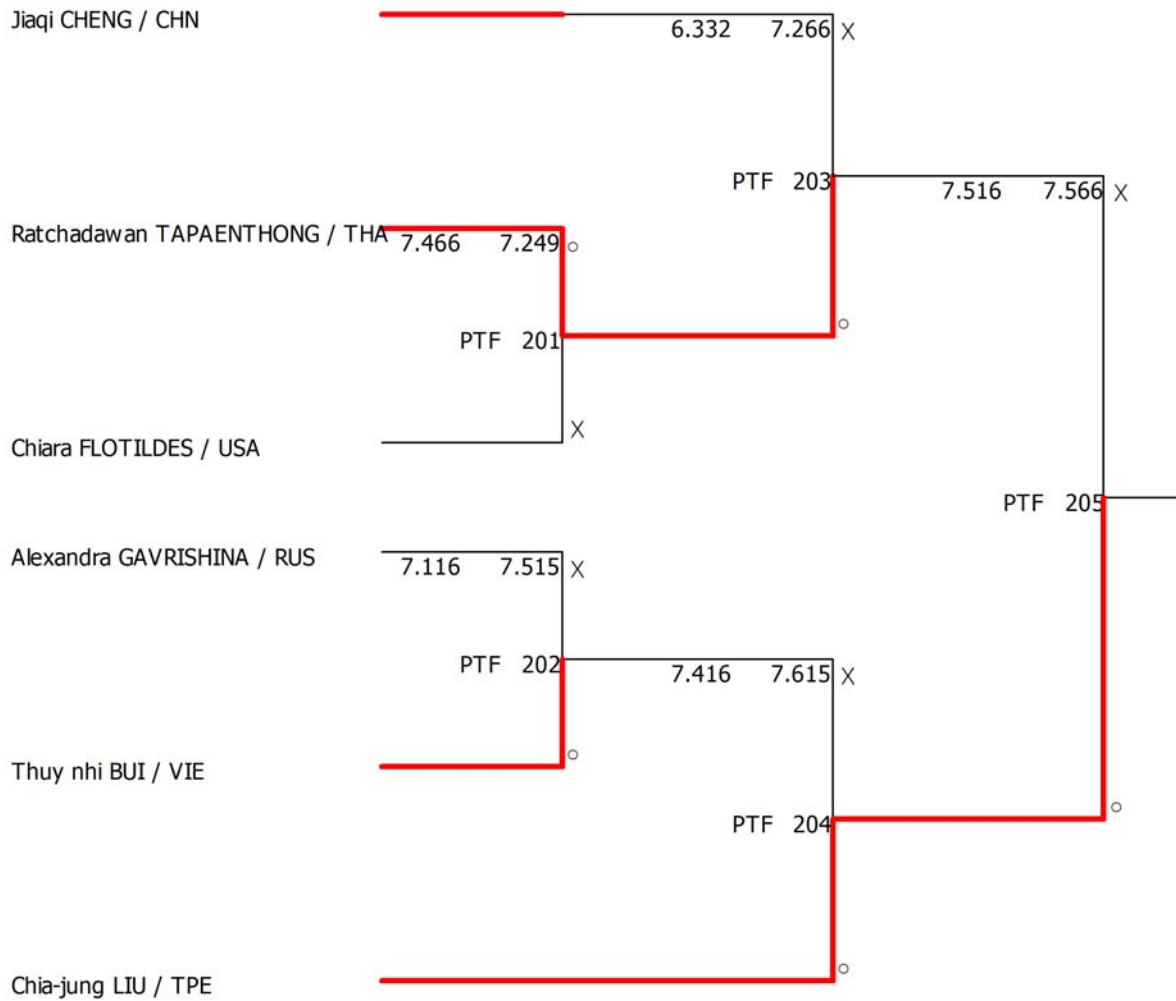 Jiaqi CHENG / CHN
6.332 7.266 X
PTF 203
7.516 7.566 X
Ratchadawan TAPAENTHONG / THA
7.466 7.249 o
o
PTF 201
X
Chiara FLOTILDES / USA
PTF 205
Alexandra GAVRISHINA / RUS
7.116 7.515 X
PTF 202
7.416 7.615 X
o
Thuy nhi BUI / VIE
o
PTF 204
o
Chia-jung LIU / TPE